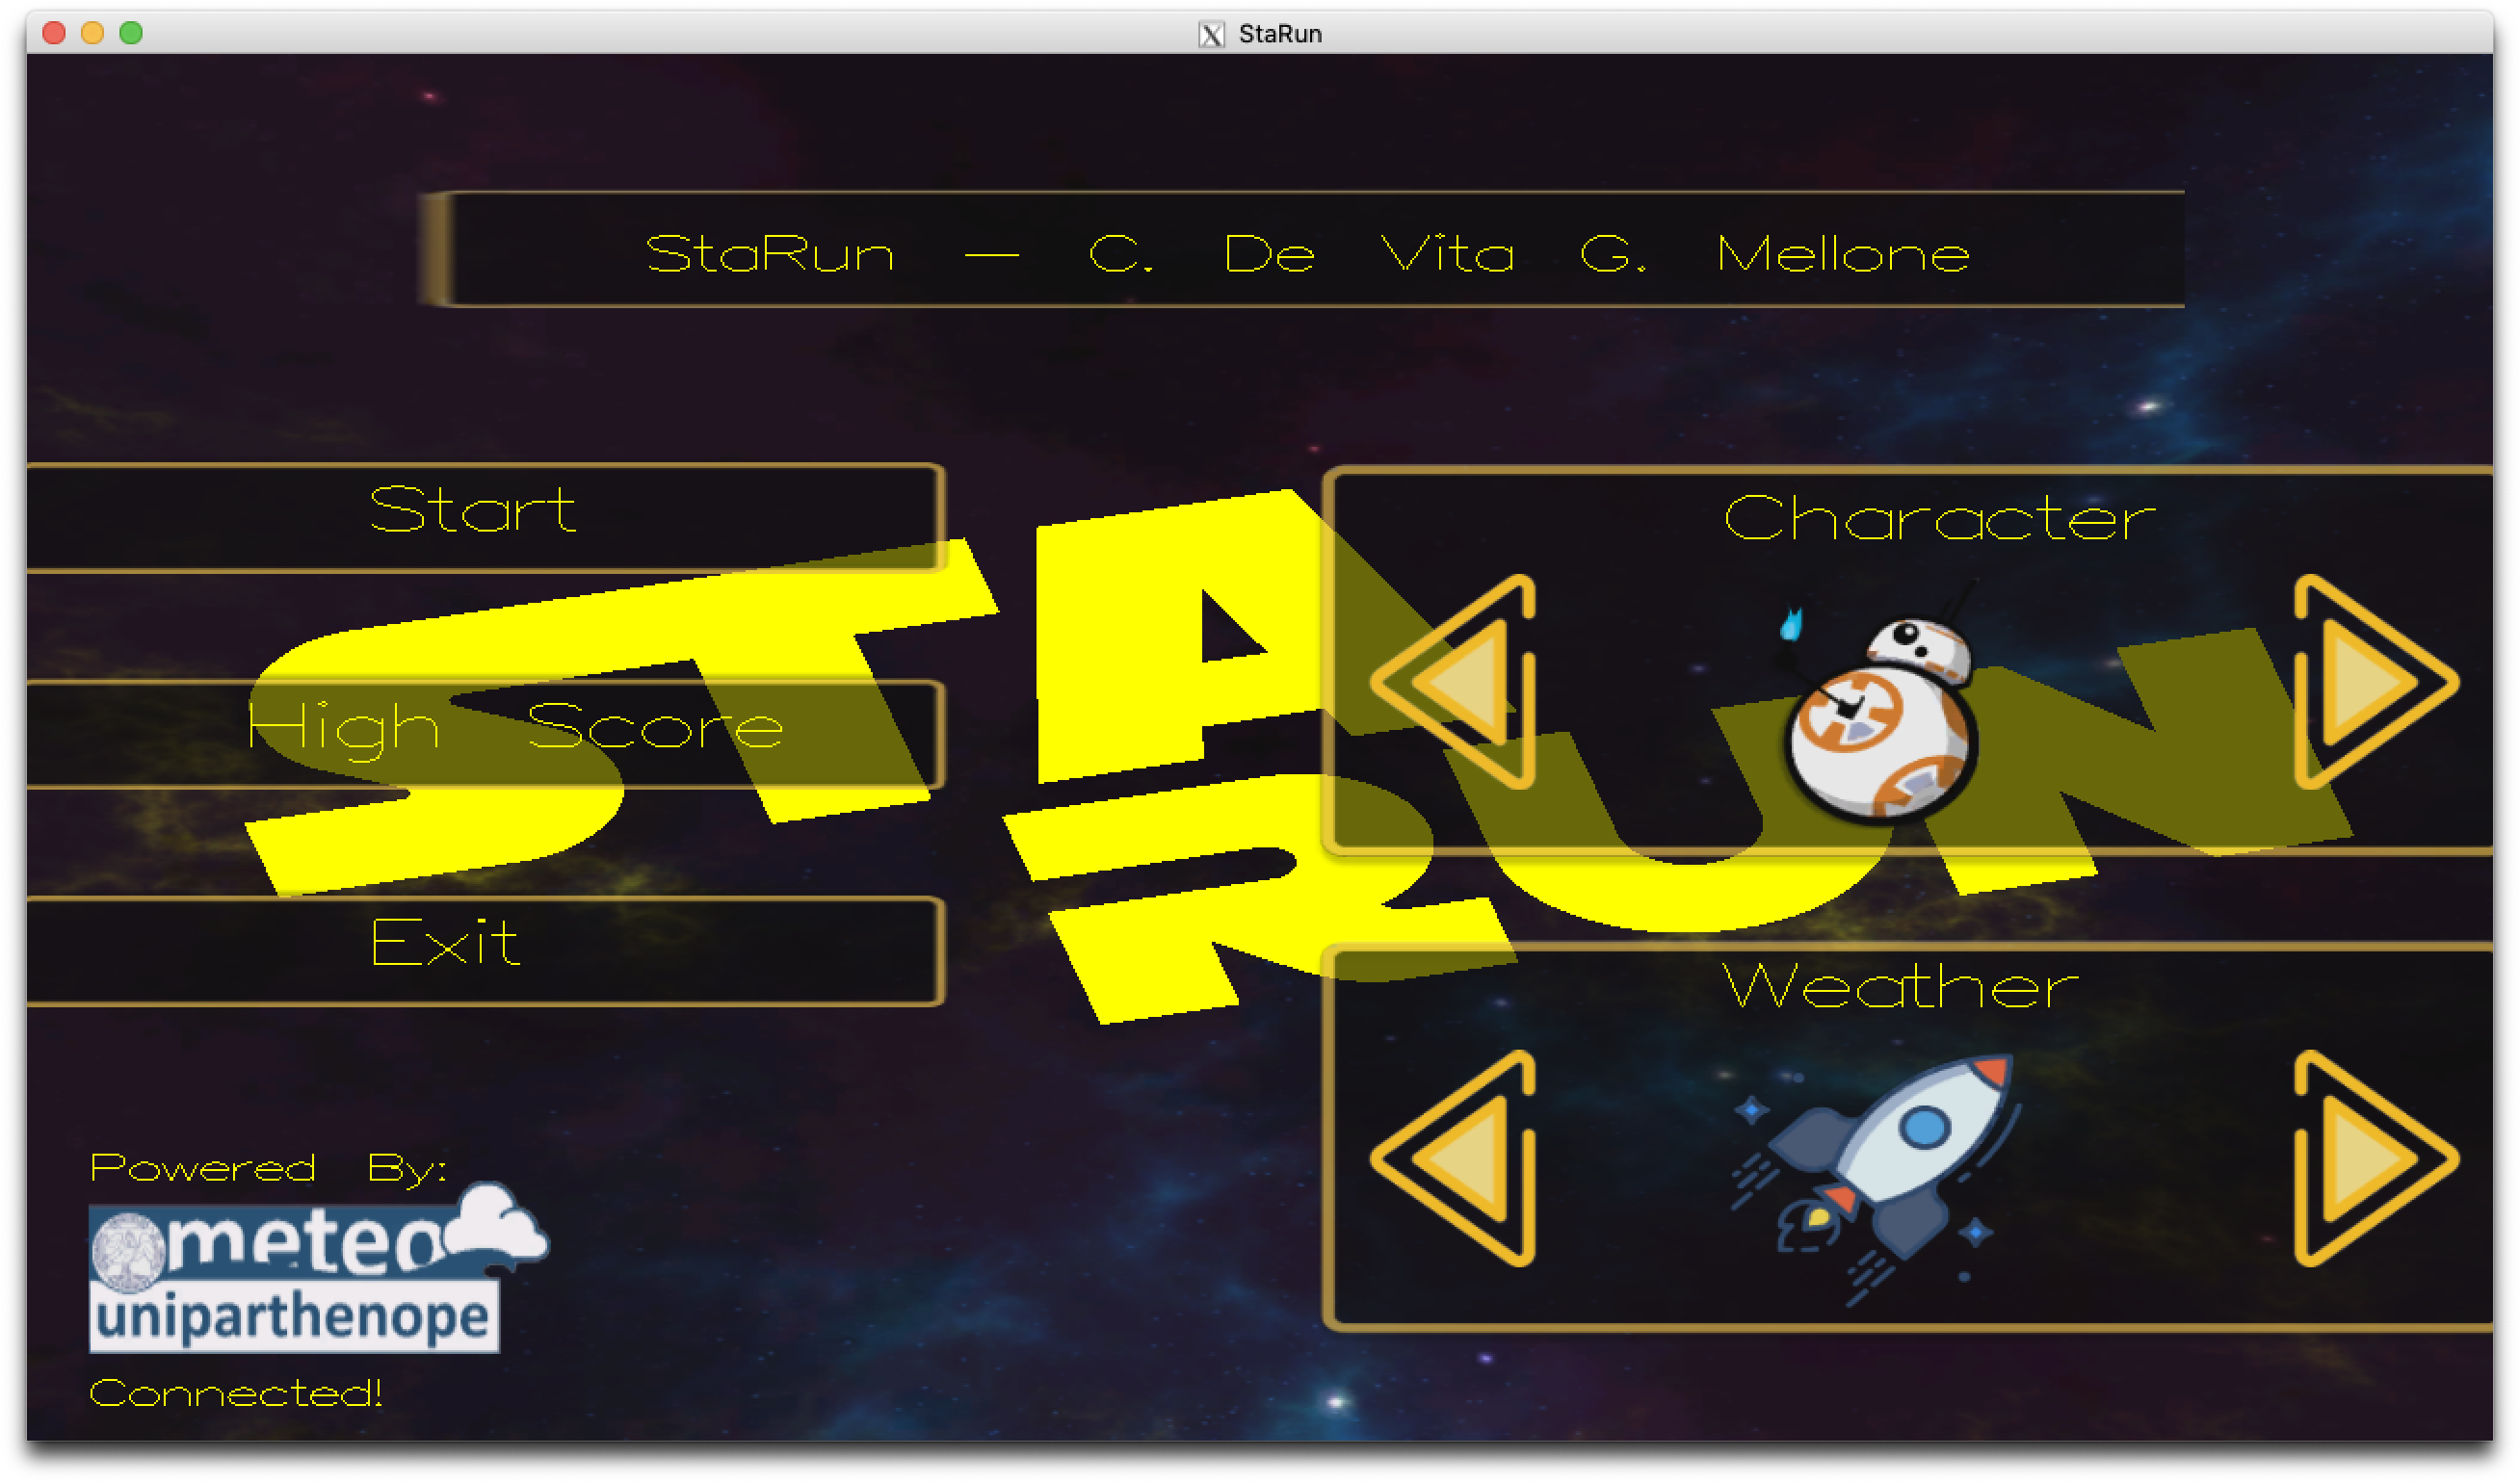 StaRun
StaRun — C. De Vita G. Mellone
Start
Character
STA
RUN
High Score
Exit
Weather
Powered By:
meteo
uniparthenope
Connected!